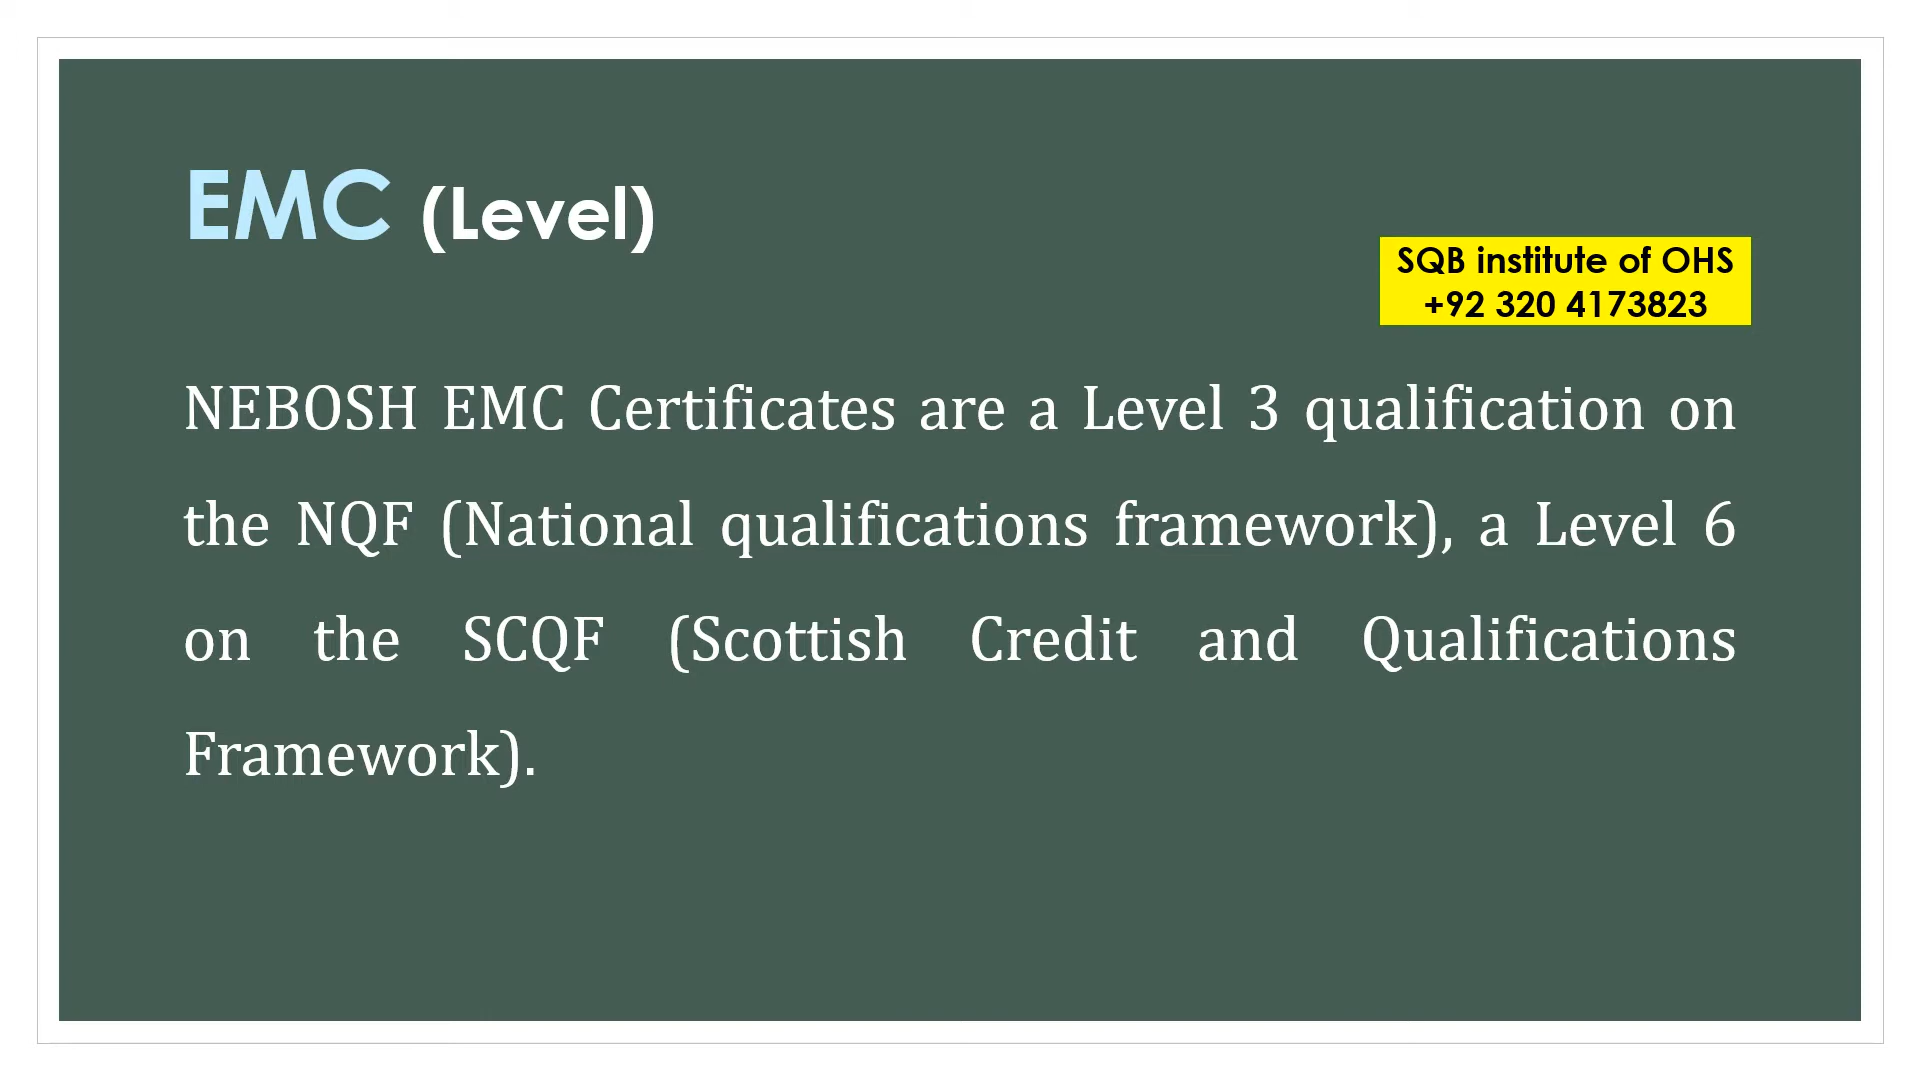 EMC (Level)
SQB institute of OHS
+92 320 4173823
NEBOSH EMC Certificates are a Level 3 qualification on
the NQF (National qualifications framework), a Level 6
on the SCQF (Scottish Credit and Qualifications
Framework).